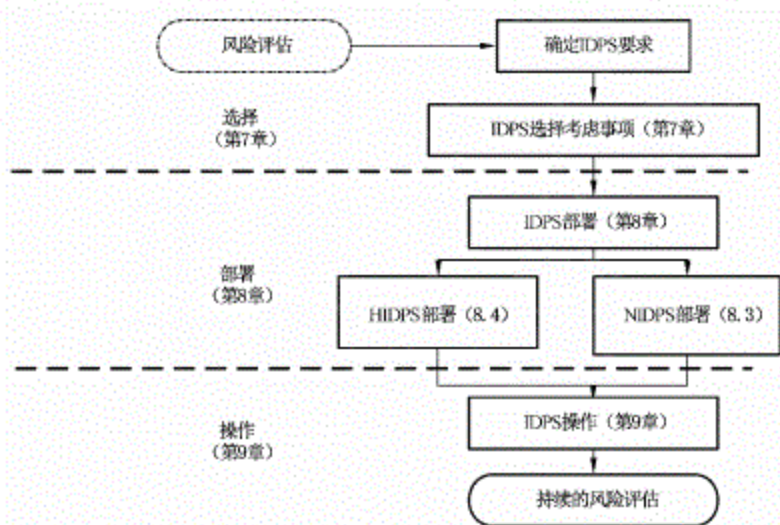 风险评估
确定IDPS要求
选择
（第7章）
IDPS选择考虑事项（第7章）
IDPS部署（第8章）
部署
（第8章）
HIDPS部署（8.4）
NIDPS部署（8.3）
操作
（第9章）
IDPS操作（第9章）
持续的风险评估